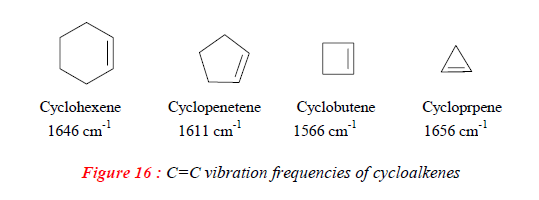 Cyclohexene Cyclopenetene Cyclobutene Cycloprpene
1646 cm-1 1611 cm-1 1566 cm-1 1656 cm-1
Figure 16 : C=C vibration frequencies of cycloalkenes